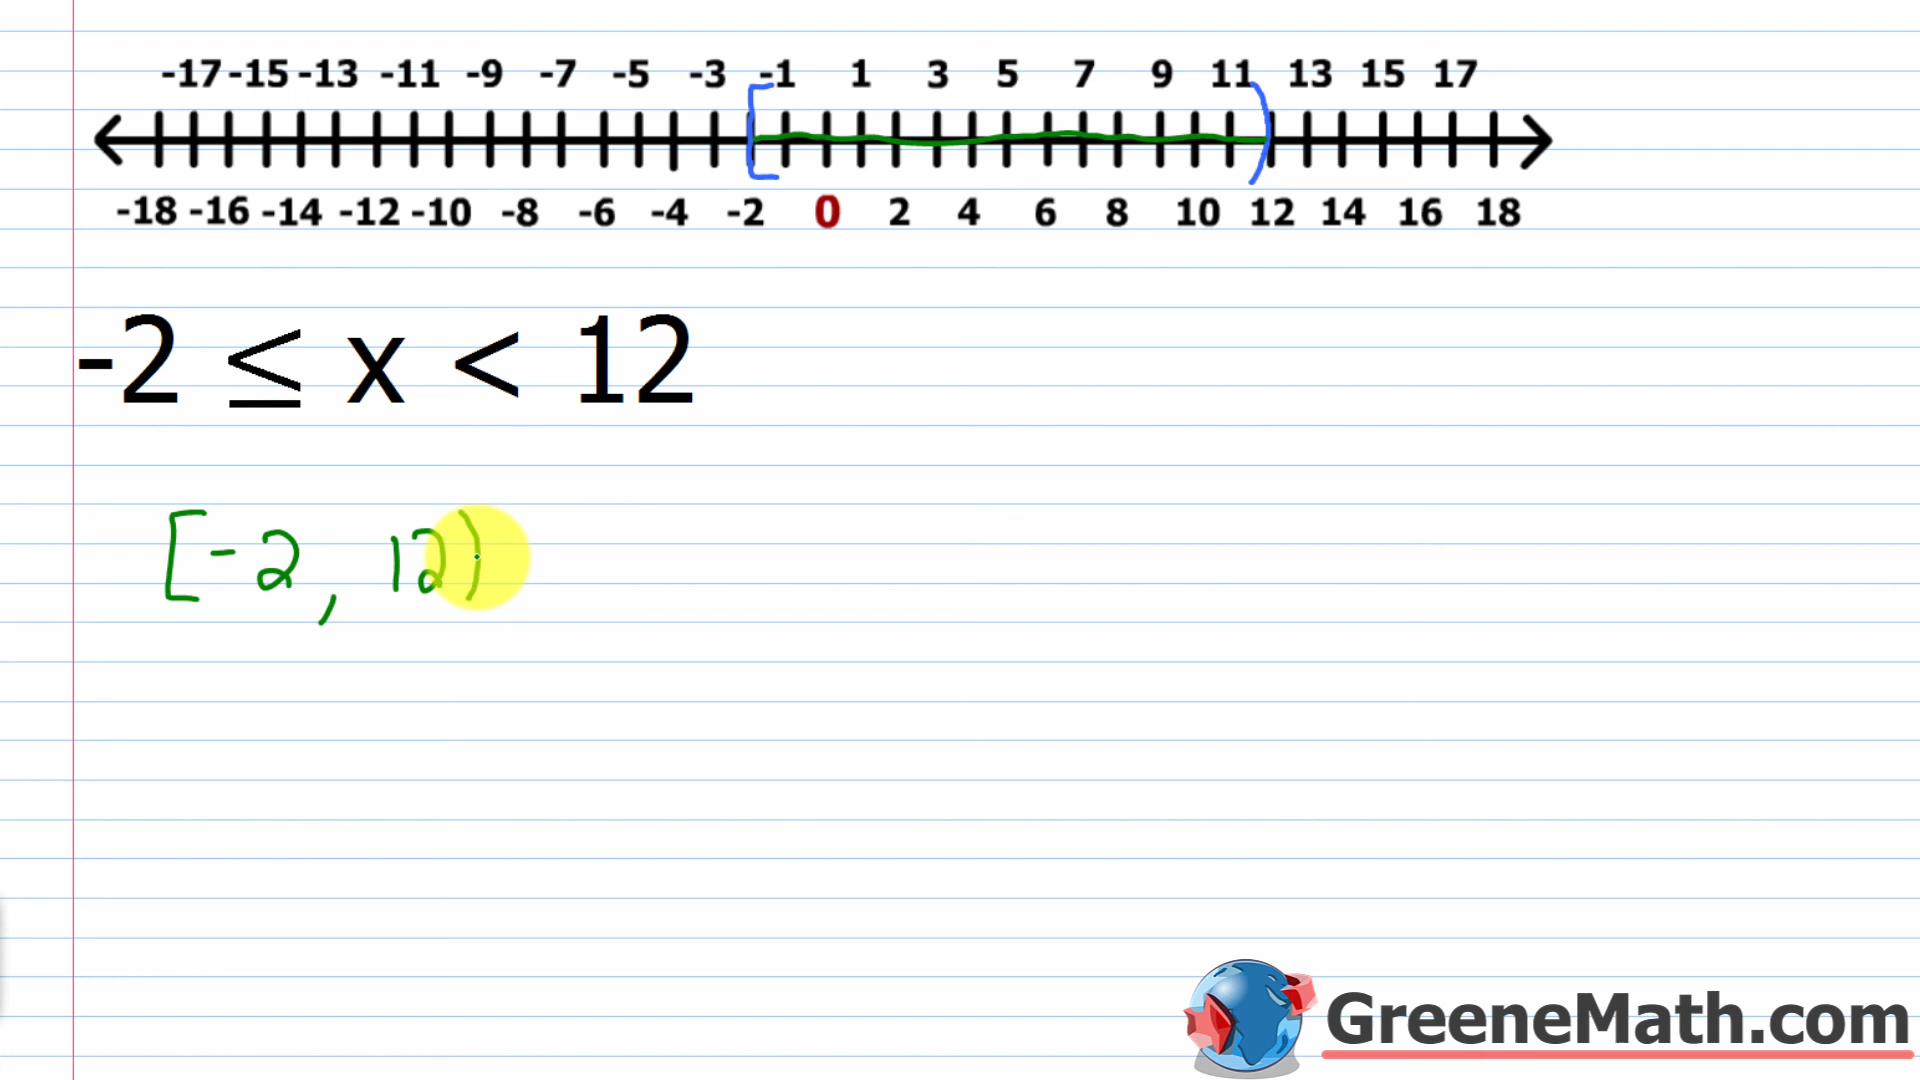 -17 -15 -13 -11 -9 -7 -5 -3 -1 1 3 5 7 9 11 13 15 17
-18 -16 -14 -12 -10 -8 -6 -4 -2 0 2 4 6 8 10 12 14 16 18
-2 ≤ x < 12
[-2, 12)
GreeneMath.com